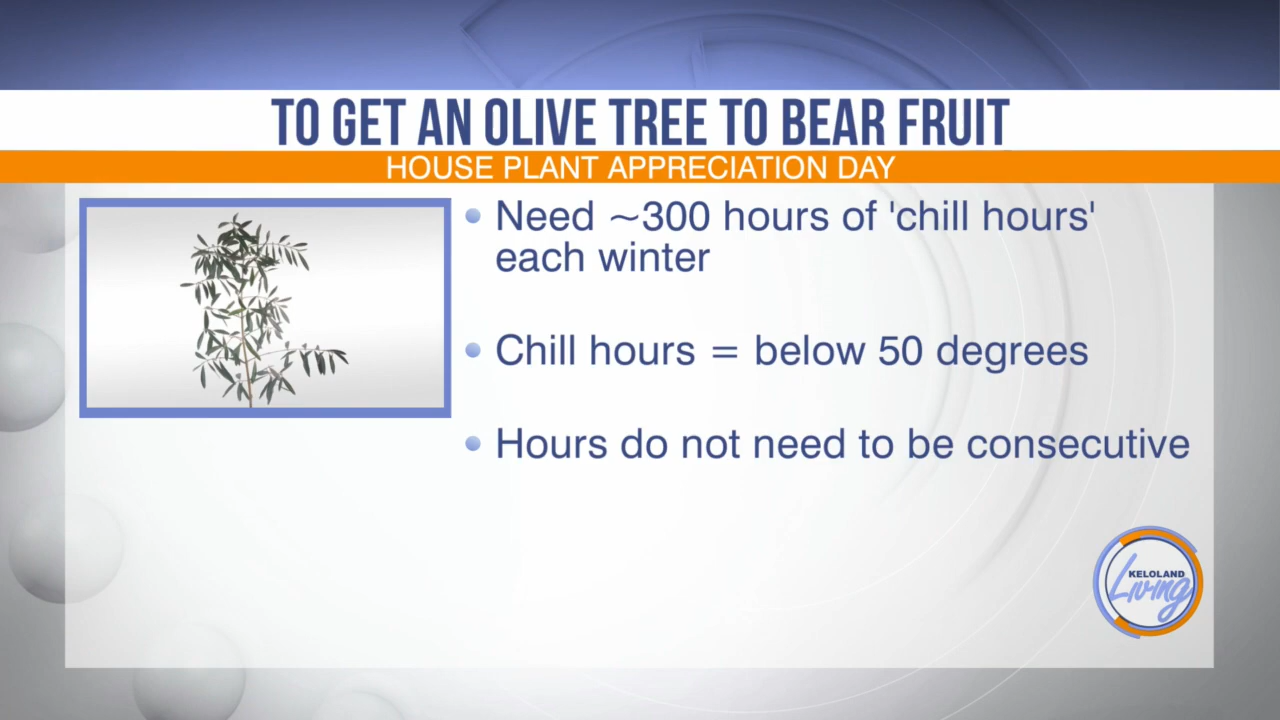 TO GET AN OLIVE TREE TO BEAR FRUIT
HOUSE PLANT APPRECIATION DAY
• Need ~300 hours of 'chill hours'
each winter
• Chill hours = below 50 degrees
• Hours do not need to be consecutive
KELOLAND
Living